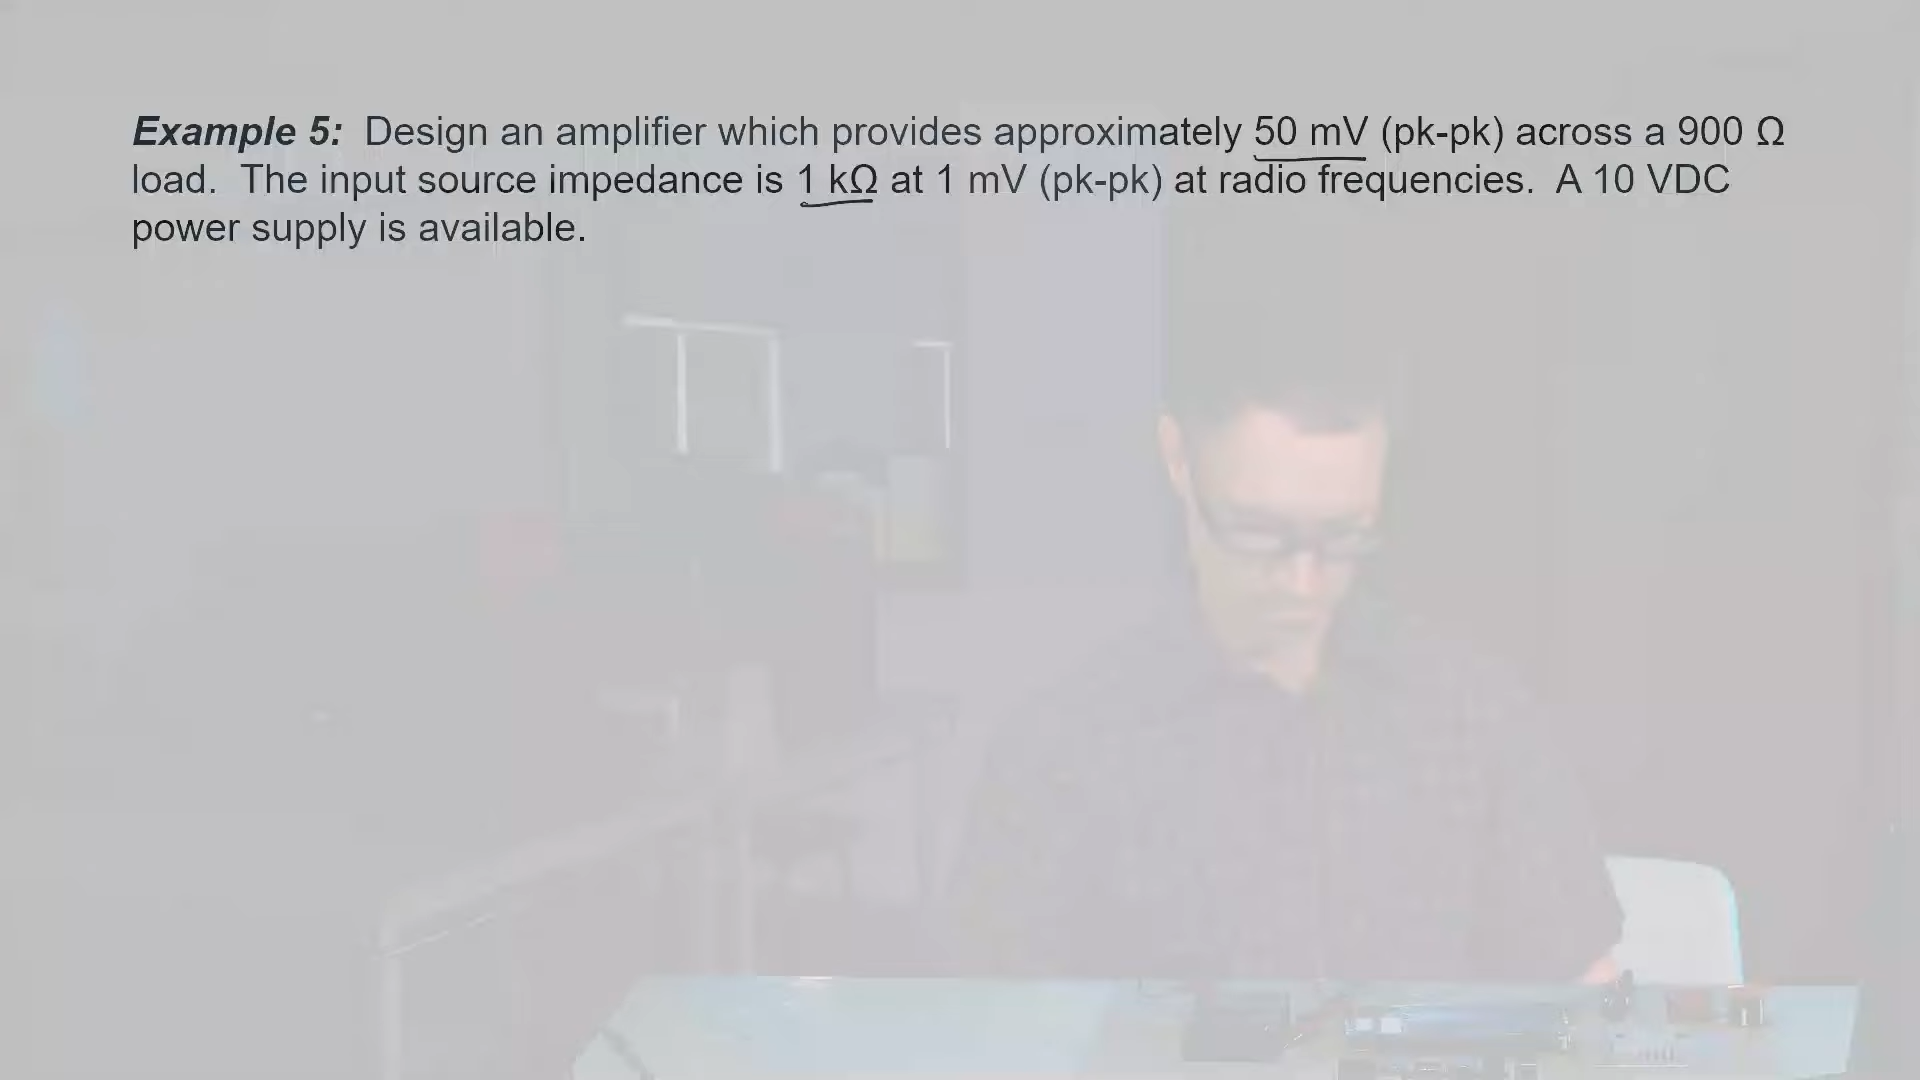 Example 5: Design an amplifier which provides approximately 50 mV (pk-pk) across a 900 Ω
load. The input source impedance is 1 kΩ at 1 mV (pk-pk) at radio frequencies. A 10 VDC
power supply is available.